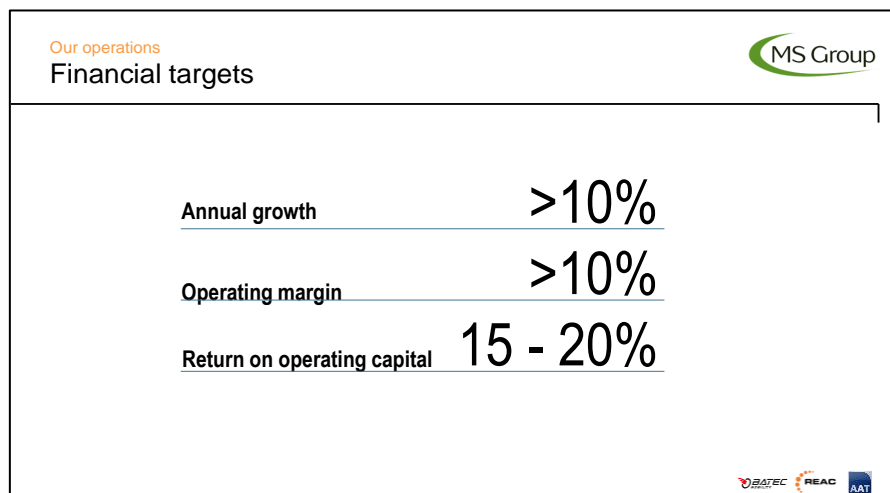 Our operations
Financial targets
MS Group
Annual growth >10%
Operating margin >10%
Return on operating capital 15 - 20%
BATEC
MOBILITY
REAC
AAT